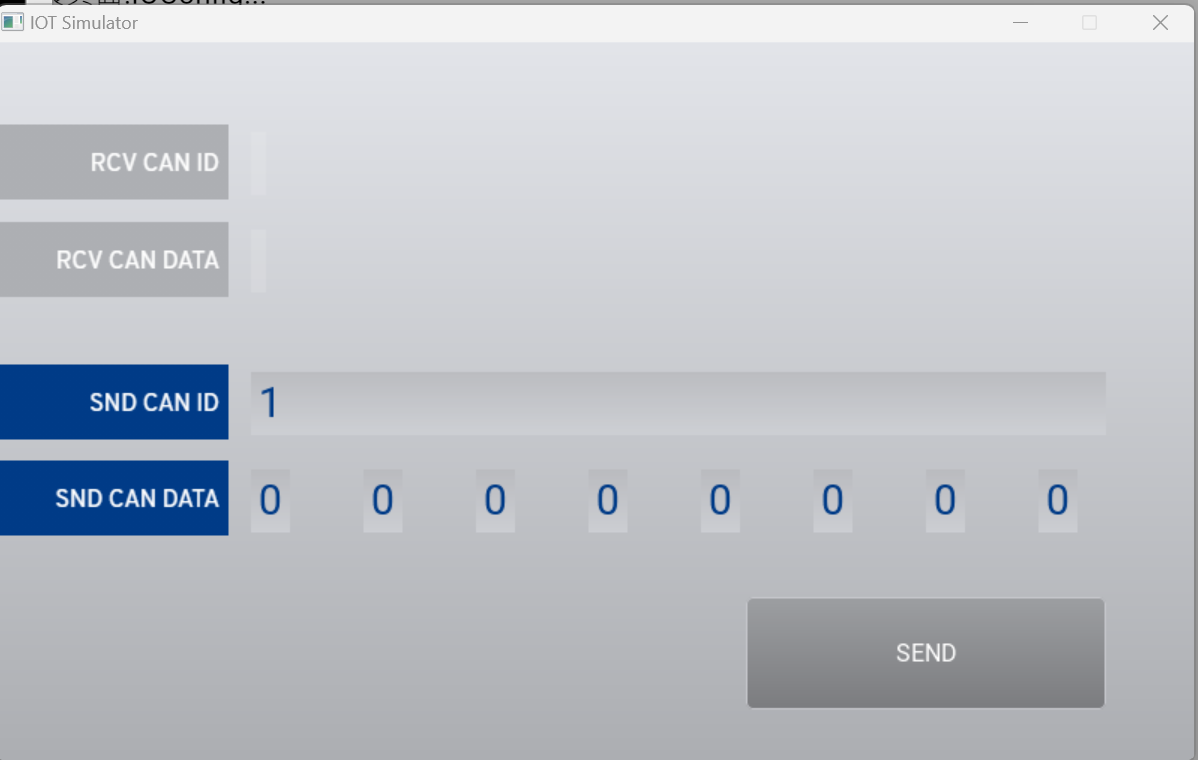 IOT Simulator
RCV CAN ID
RCV CAN DATA
SND CAN ID 1
SND CAN DATA 0 0 0 0 0 0 0 0
SEND